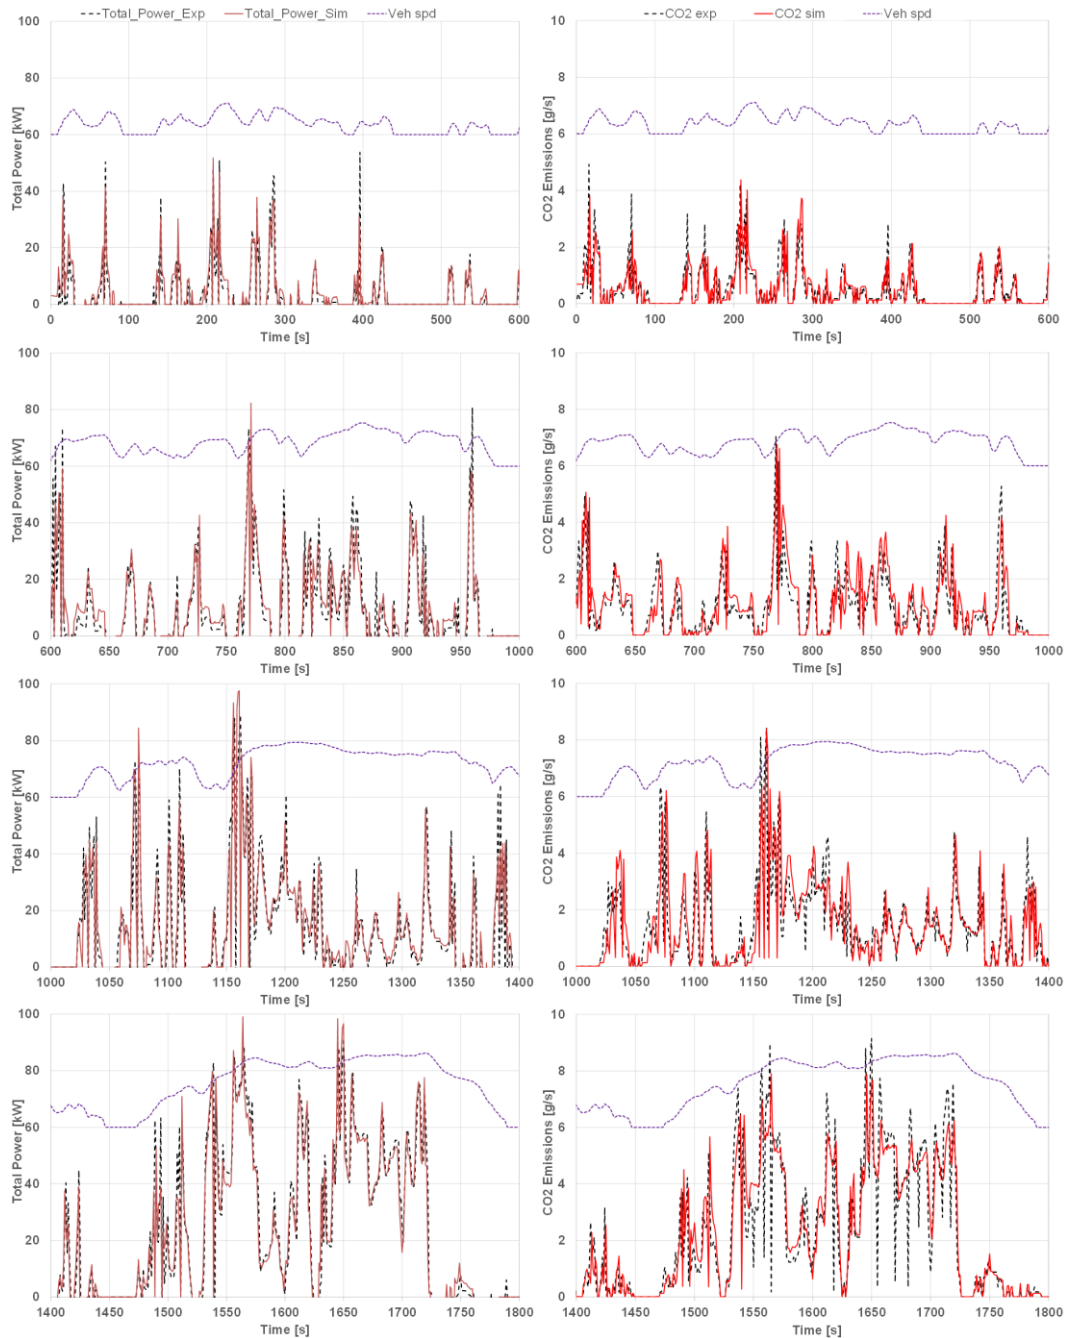 Total_Power_Exp Total_Power_Sim Veh spd
100
80
60
40
20
0
Total Power [kW]
0 100 200 300 400 500 600
Time [s]
CO2 exp CO2 sim Veh spd
10
8
6
4
2
0
CO2 Emissions [g/s]
0 100 200 300 400 500 600
Time [s]
100
80
60
40
20
0
Total Power [kW]
600 650 700 750 800 850 900 950 1000
Time [s]
10
8
6
4
2
0
CO2 Emissions [g/s]
600 650 700 750 800 850 900 950 1000
Time [s]
100
80
60
40
20
0
Total Power [kW]
1000 1050 1100 1150 1200 1250 1300 1350 1400
Time [s]
10
8
6
4
2
0
CO2 Emissions [g/s]
1000 1050 1100 1150 1200 1250 1300 1350 1400
Time [s]
100
80
60
40
20
0
Total Power [kW]
1400 1450 1500 1550 1600 1650 1700 1750 1800
Time [s]
10
8
6
4
2
0
CO2 Emissions [g/s]
1400 1450 1500 1550 1600 1650 1700 1750 1800
Time [s]